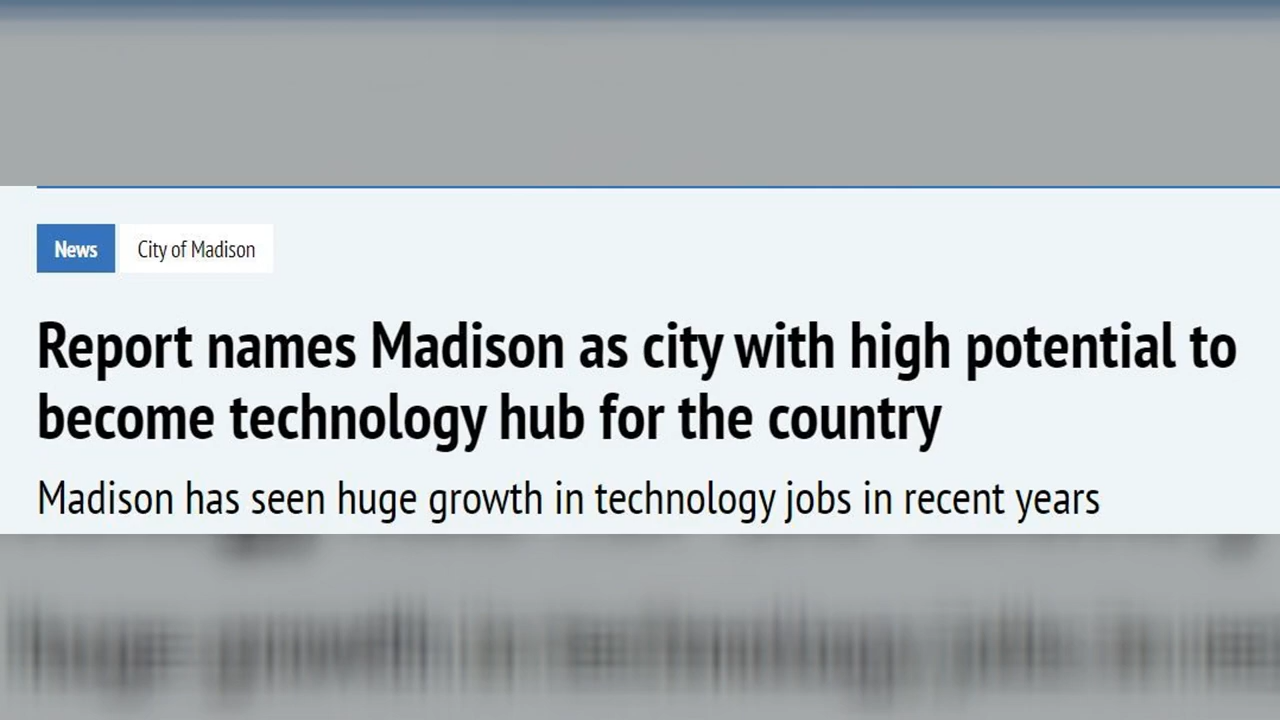 News City of Madison
Report names Madison as city with high potential to
become technology hub for the country
Madison has seen huge growth in technology jobs in recent years